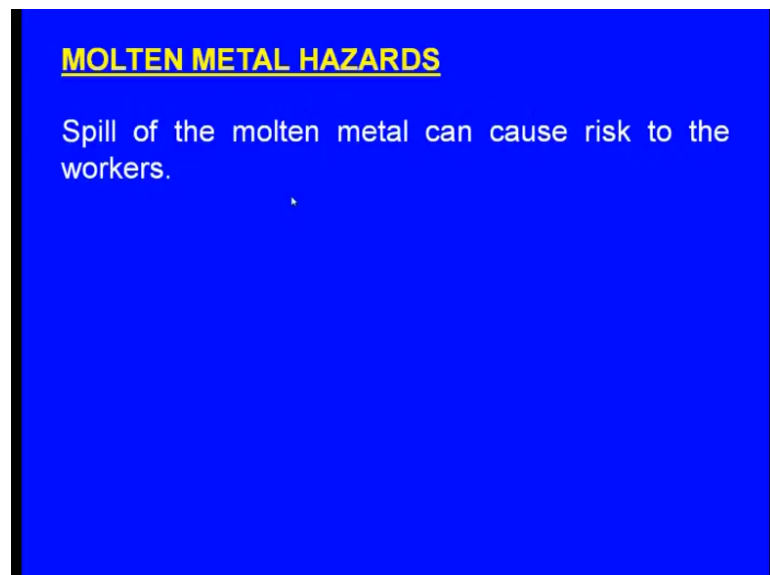 MOLTEN METAL HAZARDS
Spill of the molten metal can cause risk to the
workers.